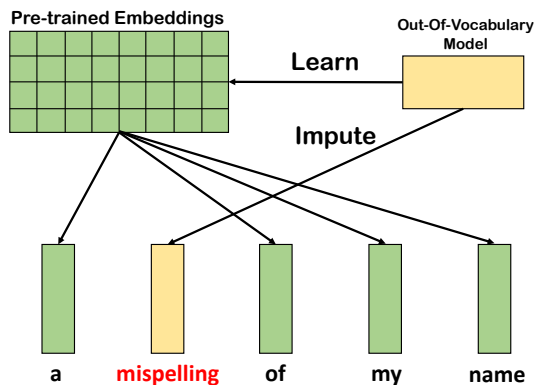 Pre-trained Embeddings
Out-Of-Vocabulary
Model
Learn
Impute
a mispelling of my name